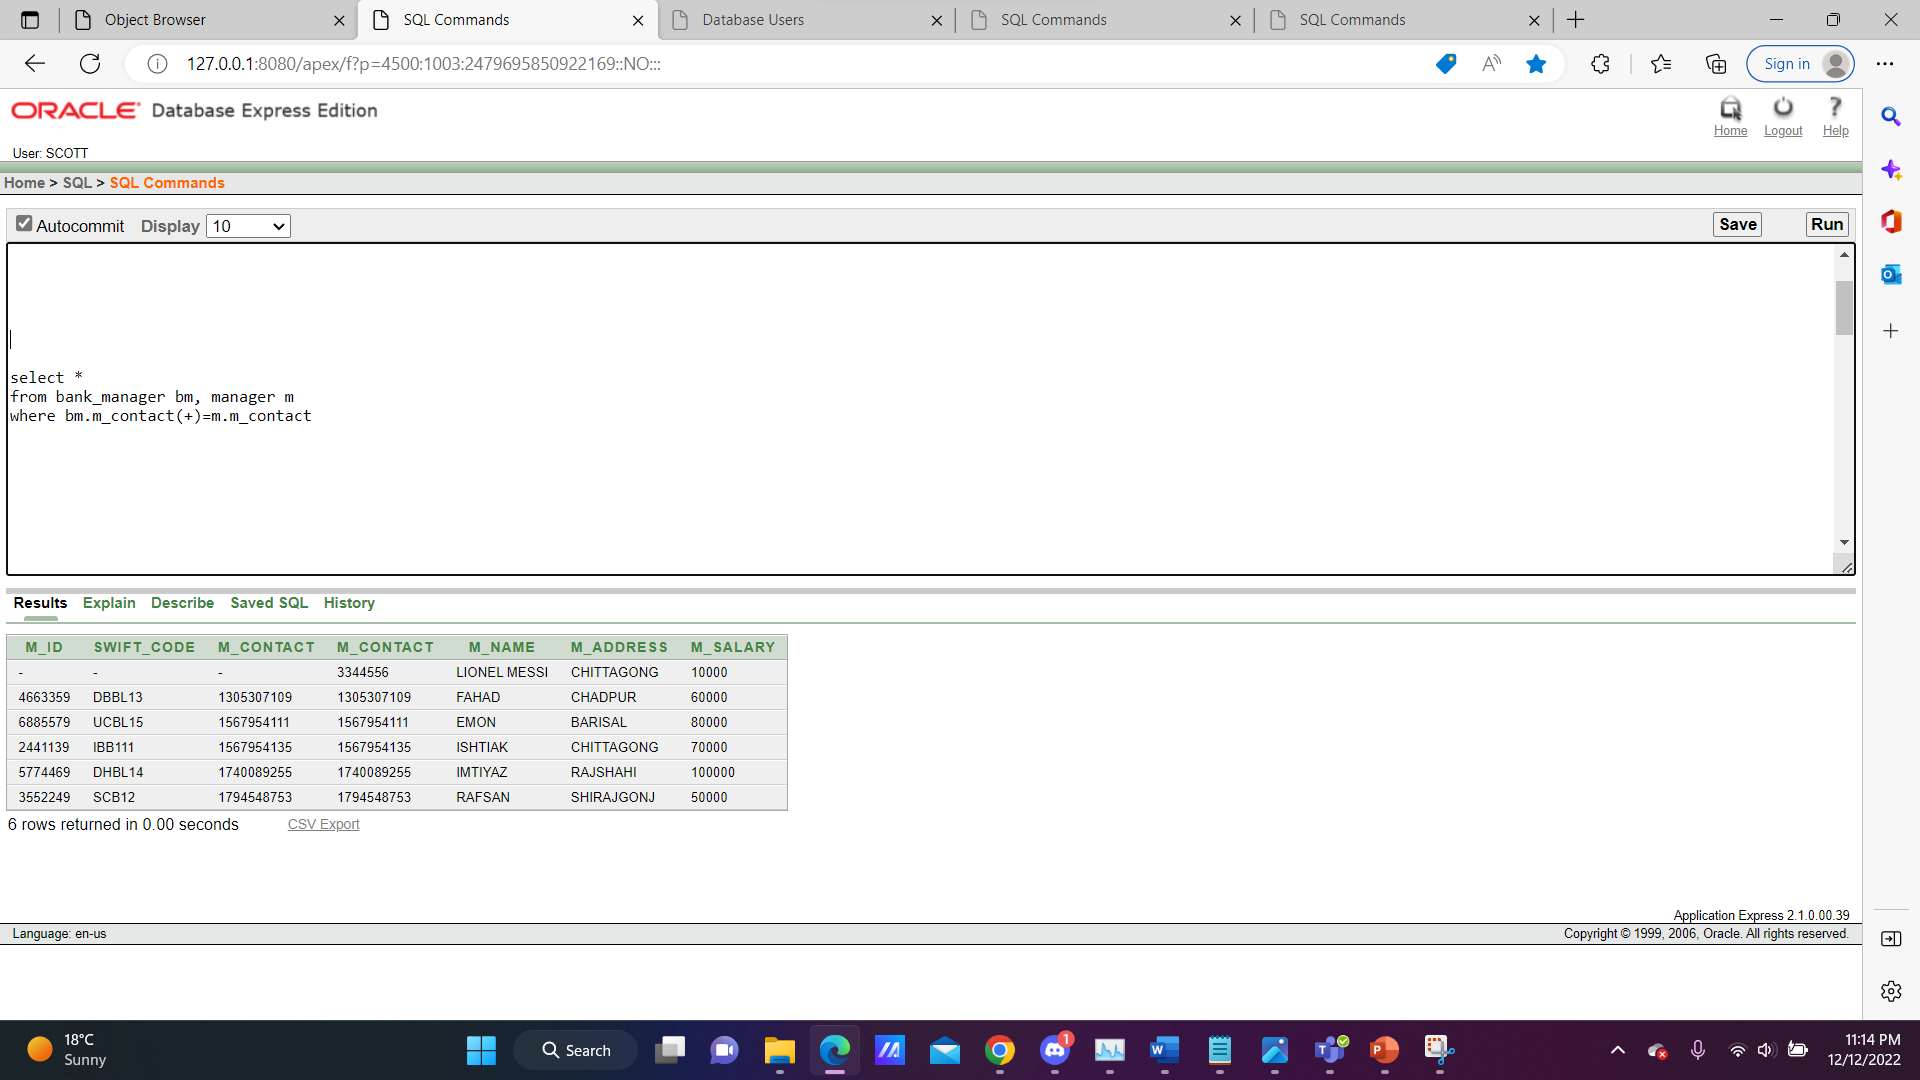 Object Browser
SQL Commands
Database Users
SQL Commands
SQL Commands
127.0.0.1:8080/apex/f?p=4500:1003:2479695850922169::NO:::
Sign in
ORACLE Database Express Edition
Home Logout Help
User: SCOTT
Home > SQL > SQL Commands
Autocommit Display 10
Save Run
select *
from bank_manager bm, manager m
where bm.m_contact(+)=m.m_contact
Results Explain Describe Saved SQL History
M_ID SWIFT_CODE M_CONTACT M_CONTACT M_NAME M_ADDRESS M_SALARY
- - - 3344556 LIONEL MESSI CHITTAGONG 10000
4663359 DBBL13 1305307109 1305307109 FAHAD CHADPUR 60000
6885579 UCBL15 1567954111 1567954111 EMON BARISAL 80000
2441139 IBB111 1567954135 1567954135 ISHTIAK CHITTAGONG 70000
5774469 DHBL14 1740089255 1740089255 IMTIYAZ RAJSHAHI 100000
3552249 SCB12 1794548753 1794548753 RAFSAN SHIRAJGONJ 50000
6 rows returned in 0.00 seconds CSV Export
Application Express 2.1.0.00.39
Language: en-us Copyright © 1999, 2006, Oracle. All rights reserved.
18°C
Sunny
Search
1
11:14 PM
12/12/2022